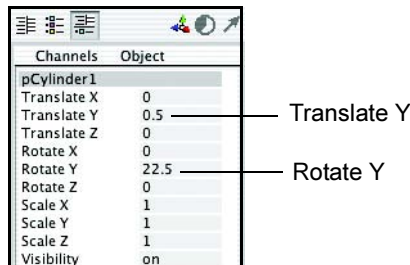 Channels Object
pCylinder1
Translate X 0
Translate Y 0.5
Translate Y
Translate Z 0
Rotate X 0
Rotate Y 22.5
Rotate Y
Rotate Z 0
Scale X 1
Scale Y 1
Scale Z 1
Visibility on